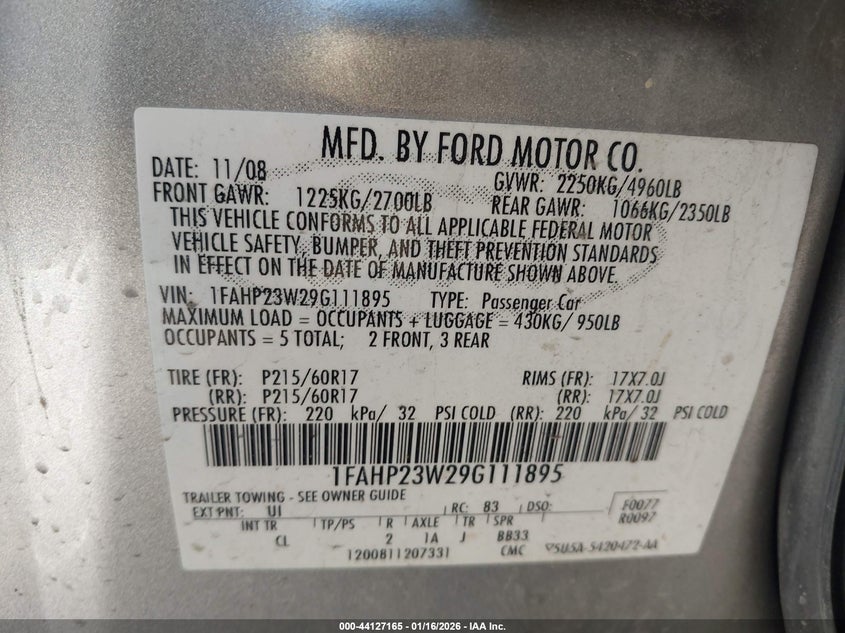 MFD. BY FORD MOTOR CO.
DATE: 11/08 GVWR: 2250KG/4960LB
FRONT GAWR: 1225KG/2700LB REAR GAWR: 1066KG/2350LB
THIS VEHICLE CONFORMS TO ALL APPLICABLE FEDERAL MOTOR
VEHICLE SAFETY, BUMPER, AND THEFT PREVENTION STANDARDS
IN EFFECT ON THE DATE OF MANUFACTURE SHOWN ABOVE.
VIN: 1FAHP23W29G111895 TYPE: Passenger Car
MAXIMUM LOAD = OCCUPANTS + LUGGAGE = 430KG/ 950LB
OCCUPANTS = 5 TOTAL; 2 FRONT, 3 REAR
TIRE (FR): P215/60R17 RIMS (FR): 17X7.0J
(RR): P215/60R17 (RR): 17X7.0J
PRESSURE (FR): 220 kPa/ 32 PSI COLD (RR): 220 kPa/ 32 PSI COLD
1FAHP23W29G111895
TRAILER TOWING - SEE OWNER GUIDE
EXT PNT: UI RC: 83 DSO: F0077
R0097
INT TR TP/PS R AXLE TR SPR
CL 2 1A J BB33
1200811207331 CMC 5U5A-5420472-AA
000-44127165 - 01/16/2026 - IAA Inc.